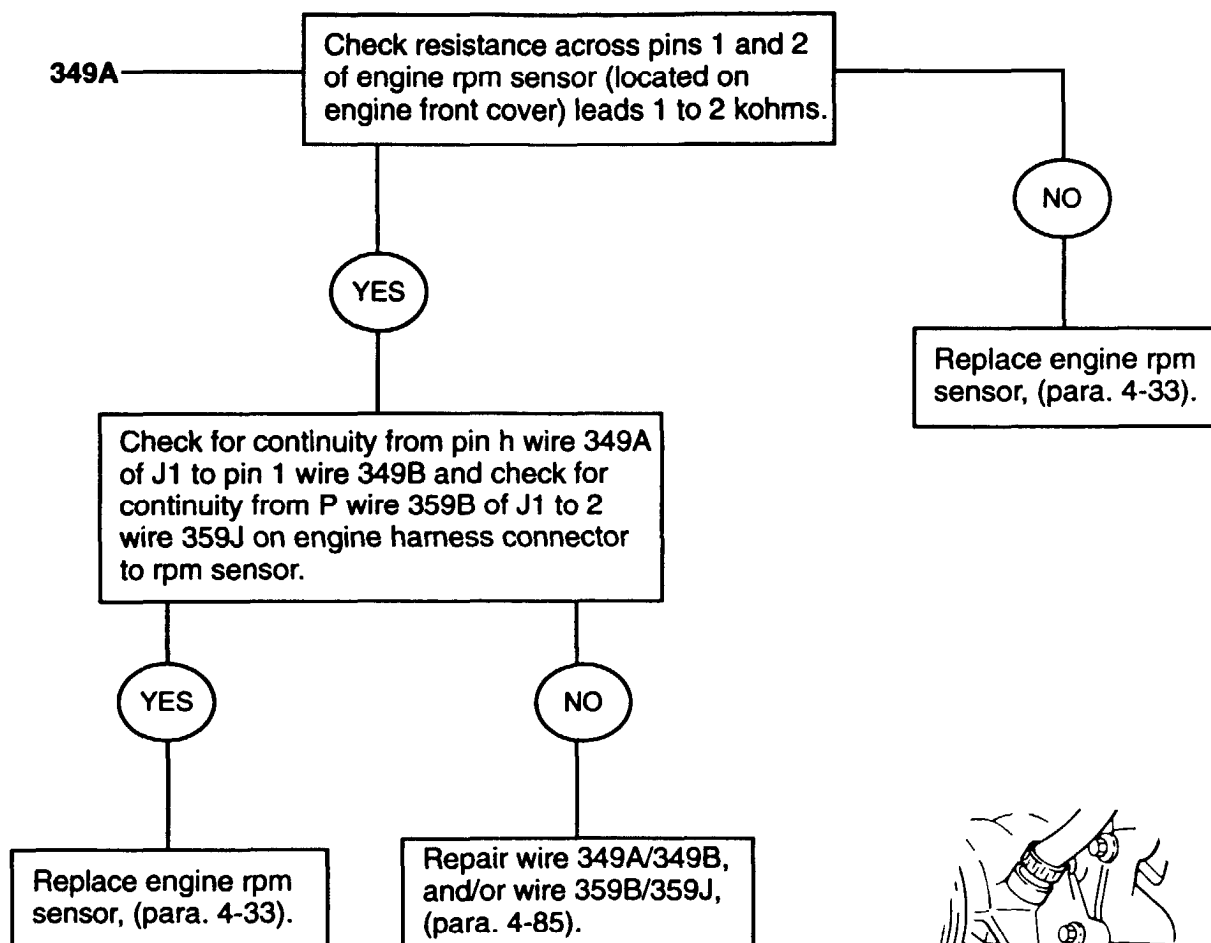 349A
Check resistance across pins 1 and 2
of engine rpm sensor (located on
engine front cover) leads 1 to 2 kohms.
NO
YES
Replace engine rpm
sensor, (para. 4-33).
Check for continuity from pin h wire 349A
of J1 to pin 1 wire 349B and check for
continuity from P wire 359B of J1 to 2
wire 359J on engine harness connector
to rpm sensor.
YES
NO
Replace engine rpm
sensor, (para. 4-33).
Repair wire 349A/349B,
and/or wire 359B/359J,
(para. 4-85).